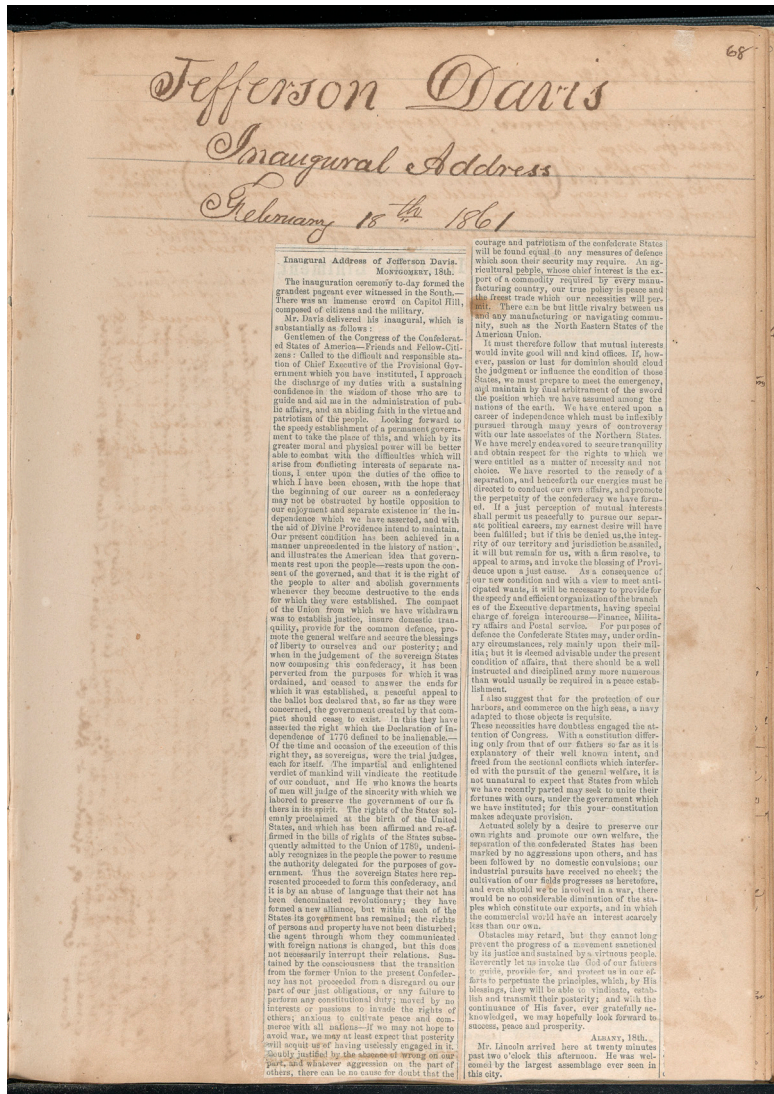 68
Jefferson Davis
Inaugural Address
February 18th 1861
Inaugural Address of Jefferson Davis.
MONTGOMERY, 18th.
The inauguration ceremony to-day formed the
grandest pageant ever witnessed in the South.—
There was an immense crowd on Capitol Hill,
composed of citizens and the military.
Mr. Davis delivered his inaugural, which is
substantially as follows :
Gentlemen of the Congress of the Confederat-
ed States of America—Friends and Fellow-Citi-
zens : Called to the difficult and responsible sta-
tion of Chief Executive of the Provisional Gov-
ernment which you have instituted, I approach
the discharge of my duties with a sustaining
confidence in the wisdom of those who are to
guide and aid me in the administration of pub-
lic affairs, and an abiding faith in the virtue and
patriotism of the people. Looking forward to
the speedy establishment of a permanent govern-
ment to take the place of this, and which by its
greater moral and physical power will be better
able to combat with the difficulties which will
arise from conflicting interests of separate na-
tions, I enter upon the duties of the office to
which I have been chosen, with the hope that
the beginning of our career as a confederacy
may not be obstructed by hostile opposition to
our enjoyment and separate existence in the in-
dependence which we have asserted, and with
the aid of Divine Providence intend to maintain.
Our present condition has been achieved in a
manner unprecedented in the history of nation ,
and illustrates the American idea that govern-
ments rest upon the people—rests upon the con-
sent of the governed, and that it is the right of
the people to alter and abolish governments
whenever they become destructive to the ends
for which they were established. The compact
of the Union from which we have withdrawn
was to establish justice, insure domestic tran-
quility, provide for the common defence, pro-
mote the general welfare and secure the blessings
of liberty to ourselves and our posterity; and
when in the judgement of the sovereign States
now composing this confederacy, it has been
perverted from the purposes for which it was
ordained, and ceased to answer the ends for
which it was established, a peaceful appeal to
the ballot box declared that, so far as they were
concerned, the government created by that com-
pact should cease to exist. In this they have
asserted the right which the Declaration of In-
dependence of 1776 defined to be inalienable.—
Of the time and occasion of the execution of this
right they, as sovereigns, were the trial judges,
each for itself. The impartial and enlightened
verdict of mankind will vindicate the rectitude
of our conduct, and He who knows the hearts
of men will judge of the sincerity with which we
labored to preserve the government of our fa
thers in its spirit. The rights of the States sol-
emnly proclaimed at the birth of the United
States, and which has been affirmed and re-af-
firmed in the bills of rights of the States subse-
quently admitted to the Union of 1789, undeni-
ably recognizes in the people the power to resume
the authority delegated for the purposes of gov-
ernment. Thus the sovereign States here rep-
resented proceeded to form this confederacy, and
it is by an abuse of language that their act has
been denominated revolutionary; they have
formed a new alliance, but within each of the
States its government has remained; the rights
of persons and property have not been disturbed;
the agent through whom they communicated
with foreign nations is changed, but this does
not necessarily interrupt their relations. Sus-
tained by the consciousness that the transition
from the former Union to the present Confeder-
acy has not proceeded from a disregard on our
part of our just obligations, or any failure to
perform any constitutional duty; moved by no
interests or passions to invade the rights of
others; anxious to cultivate peace and com-
merce with all nations—If we may not hope to
avoid war, we may at least expect that posterity
will acquit us of having uselessly engaged in it.
Doubly justified by the absence of wrong on our
part, and whatever aggression on the part of
others, there can be no cause for doubt that the
courage and patriotism of the confederate States
will be found equal to any measures of defence
which soon their security may require. An ag-
ricultural people, whose chief interest is the ex-
port of a commodity required by every manu-
facturing country, our true policy is peace and
the freest trade which our necessities will per-
mit. There can be but little rivalry between us
and any manufacturing or navigating commu-
nity, such as the North Eastern States of the
American Union.
It must therefore follow that mutual interests
would invite good will and kind offices. If, how-
ever, passion or lust for dominion should cloud
the judgment or influence the condition of those
States, we must prepare to meet the emergency,
and maintain by final arbitrament of the sword
the position which we have assumed among the
nations of the earth. We have entered upon a
career of independence which must be inflexibly
pursued through many years of controversy
with our late associates of the Northern States.
We have merely endeavored to secure tranquility
and obtain respect for the rights to which we
were entitled as a matter of necessity and not
choice. We have resorted to the remedy of a
separation, and henceforth our energies must be
directed to conduct our own affairs, and promote
the perpetuity of the confederacy we have form-
ed. If a just perception of mutual interests
shall permit us peacefully to pursue our separ-
ate political careers, my earnest desire will have
been fulfilled; but if this be denied us,the integ-
rity of our territory and jurisdiction be assailed,
it will but remain for us, with a firm resolve, to
appeal to arms, and invoke the blessing of Provi-
dence upon a just cause. As a consequence of
our new condition and with a view to meet anti-
cipated wants, it will be necessary to provide for
the speedy and efficient organization of the branch
es of the Executive departments, having special
charge of foreign intercourse—Finance, Milita-
ry affairs and Postal service. For purposes of
defence the Confederate States may, under ordin-
ary circumstances, rely mainly upon their mil-
itia; but it is deemed advisable under the present
condition of affairs, that there should be a well
instructed and disciplined army more numerous
than would usually be required in a peace estab-
lishment.
I also suggest that for the protection of our
harbors, and commerce on the high seas, a navy
adapted to those objects is requisite.
These necessities have doubtless engaged the at-
tention of Congress. With a constitution differ-
ing only from that of our fathers so far as it is
explanatory of their well known intent, and
freed from the sectional conflicts which interfer-
ed with the pursuit of the general welfare, it is
not unnatural to expect that States from which
we have recently parted may seek to unite their
fortunes with ours, under the government which
we have instituted; for this your constitution
makes adequate provision.
Actuated solely by a desire to preserve our
own rights and promote our own welfare, the
separation of the confederated States has been
marked by no aggressions upon others, and has
been followed by no domestic convulsions; our
industrial pursuits have received no check; the
cultivation of our fields progresses as heretofore,
and even should we be involved in a war, there
would be no considerable diminution of the sta-
ples which constitute our exports, and in which
the commercial world have an interest scarcely
less than our own.
Obstacles may retard, but they cannot long
prevent the progress of a movement sanctioned
by its justice and sustained by a virtuous people.
Reverently let us invoke the God of our fathers
to guide, provide for, and protect us in our ef-
forts to perpetuate the principles, which, by His
blessings, they will be able to vindicate, estab-
lish and transmit their posterity; and with the
continuance of His favor, ever gratefully ac-
knowledged, we may hopefully look forward to
success, peace and prosperity.
ALBANY, 18th.
Mr. Lincoln arrived here at twenty minutes
past two o'clock this afternoon. He was wel-
comed by the largest assemblage ever seen in
this city.